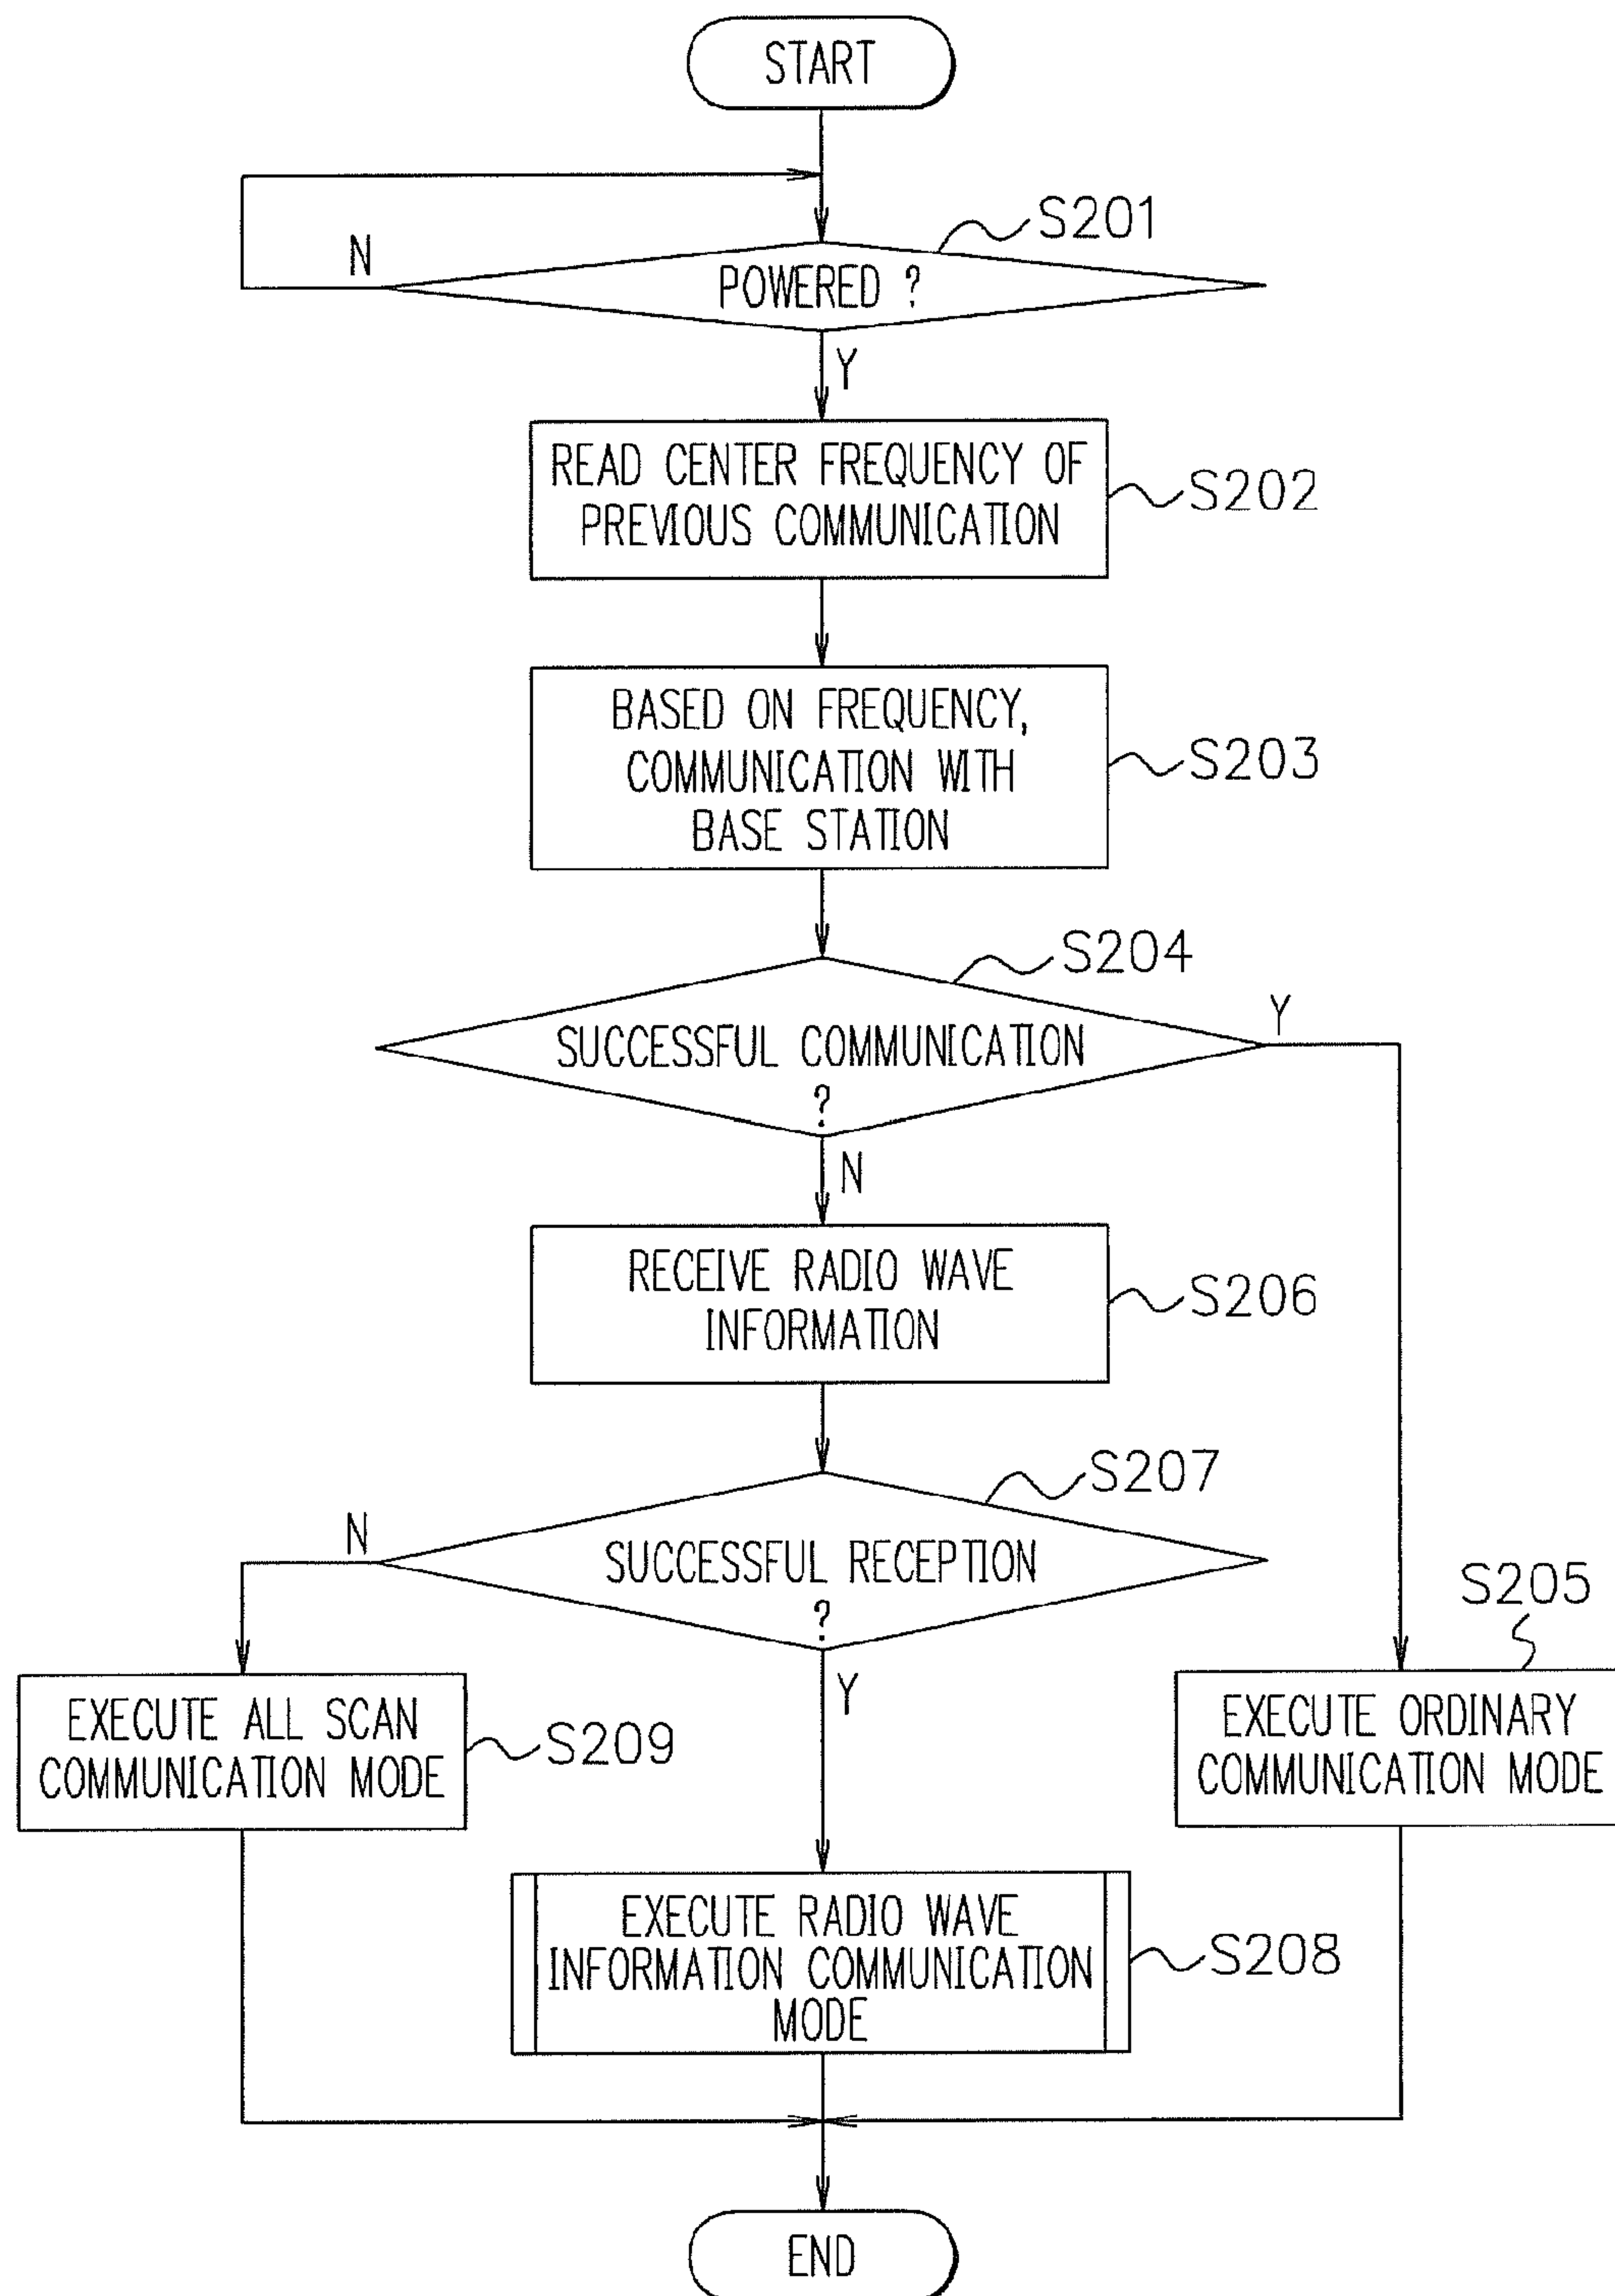 START
S201
N
POWERED ?
Y
READ CENTER FREQUENCY OF
PREVIOUS COMMUNICATION
S202
BASED ON FREQUENCY,
COMMUNICATION WITH
BASE STATION
S203
S204
Y
SUCCESSFUL COMMUNICATION
?
N
RECEIVE RADIO WAVE
INFORMATION
S206
S207
N
SUCCESSFUL RECEPTION
?
Y
S205
EXECUTE ALL SCAN
COMMUNICATION MODE
S209
EXECUTE ORDINARY
COMMUNICATION MODE
EXECUTE RADIO WAVE
INFORMATION COMMUNICATION
MODE
S208
END